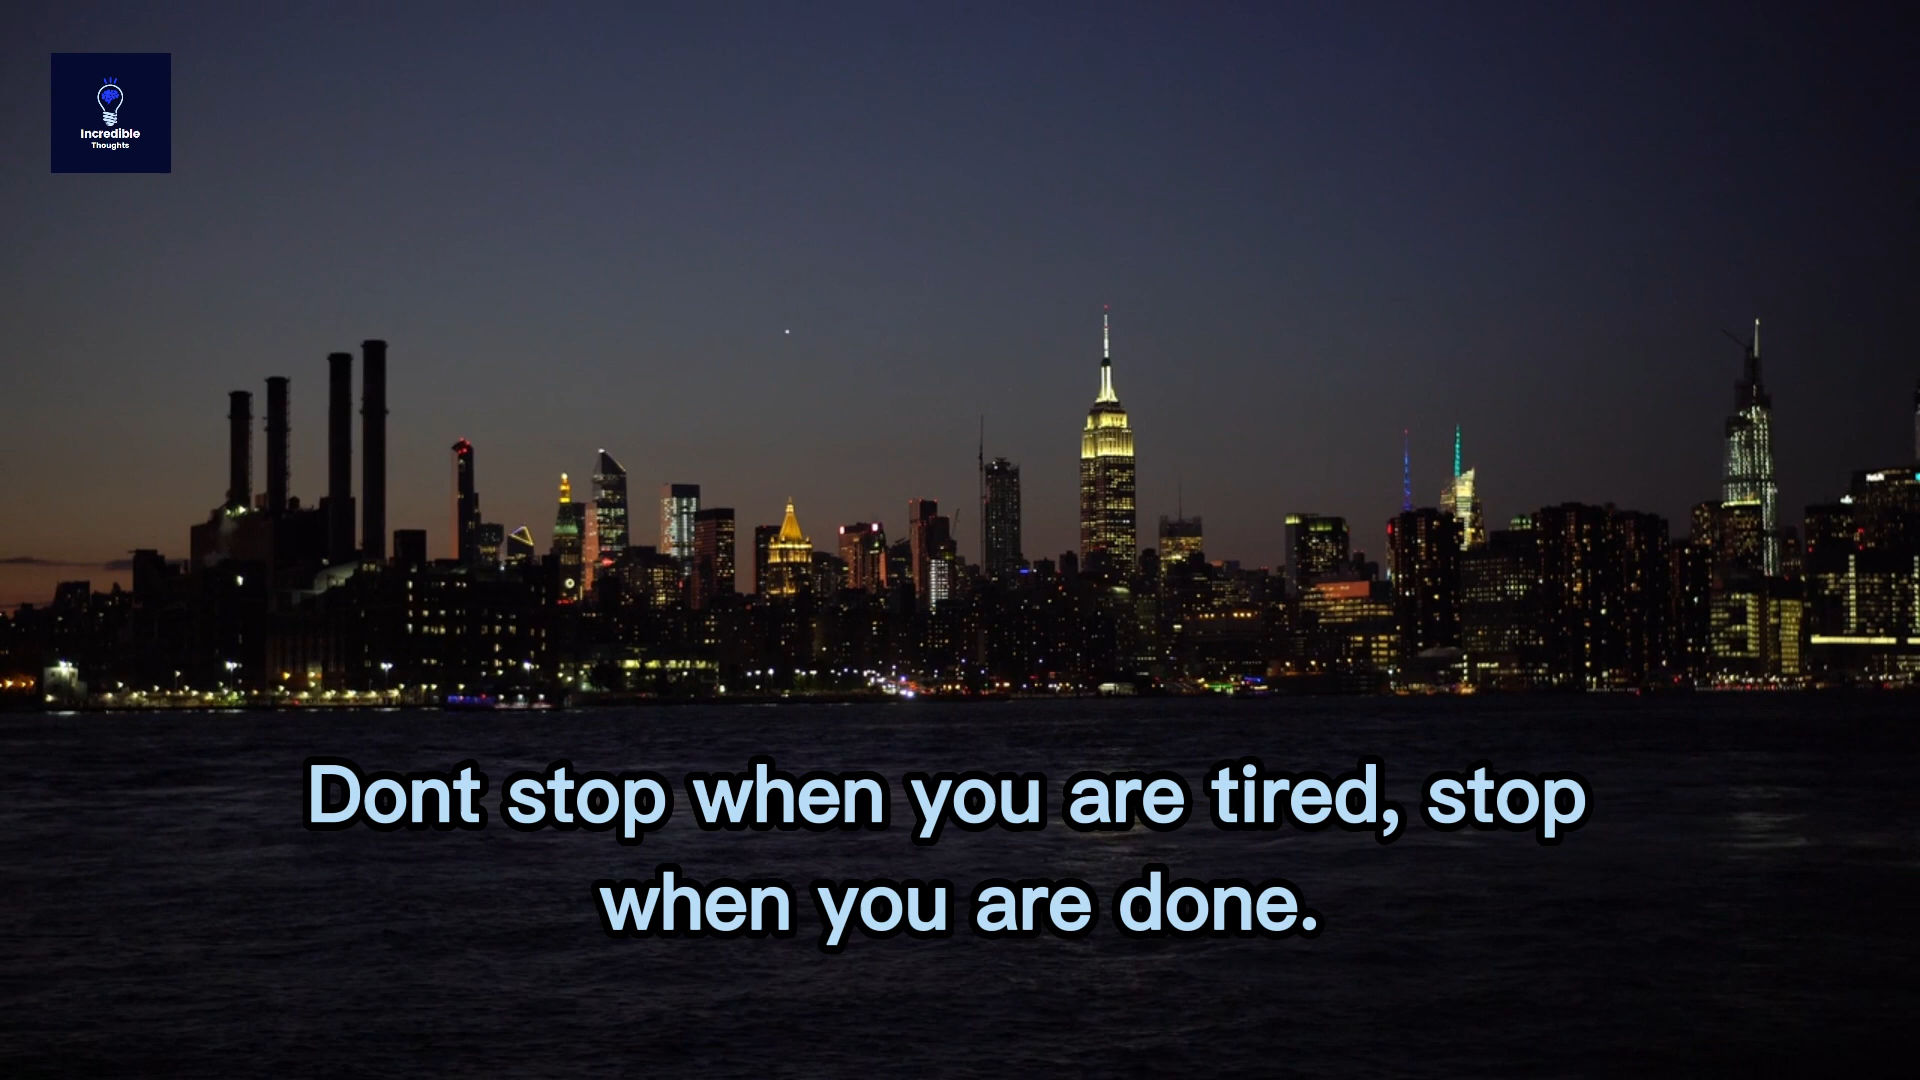 Incredible
Thoughts
Dont stop when you are tired, stop
when you are done.